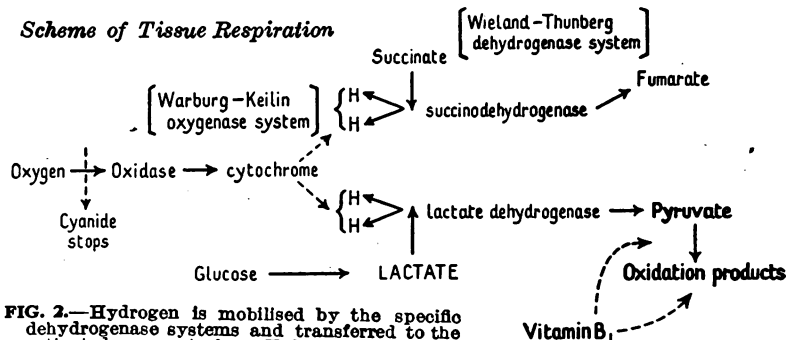 Scheme of Tissue Respiration
[Wieland-Thunberg
dehydrogenase system]
Succinate
Fumarate
[Warburg-Keilin
oxygenase system]
{H
H
succinodehydrogenase
Oxygen
Oxidase
cytochrome
Cyanide
stops
{H
H
lactate dehydrogenase
Pyruvate
Glucose
LACTATE
Oxidation products
FIG. 2.—Hydrogen is mobilised by the specific
dehydrogenase systems and transferred to the
Vitamin B1